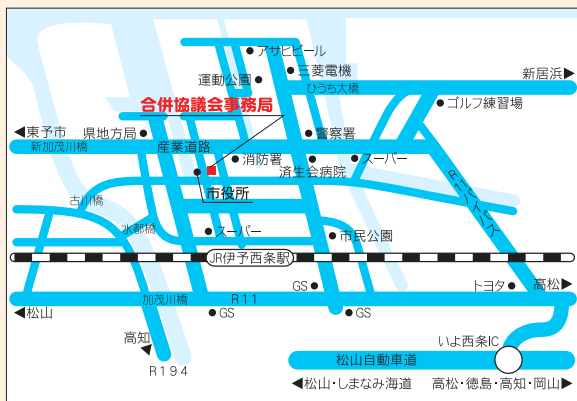 アサヒビール
三菱電機
新居浜▶
運動公園
ひうち大橋
合併協議会事務局
ゴルフ練習場
◀東予市
県地方局
警察署
新加茂川橋
産業道路
消防署
済生会病院
スーパー
R11バイパス
市役所
古川橋
水都橋
スーパー
市民公園
JR伊予西条駅
GS
トヨタ
高松▶
加茂川橋
R11
◀松山
GS
GS
高知
いよ西条IC
松山自動車道
R194
◀松山・しまなみ海道
高松・徳島・高知・岡山▶